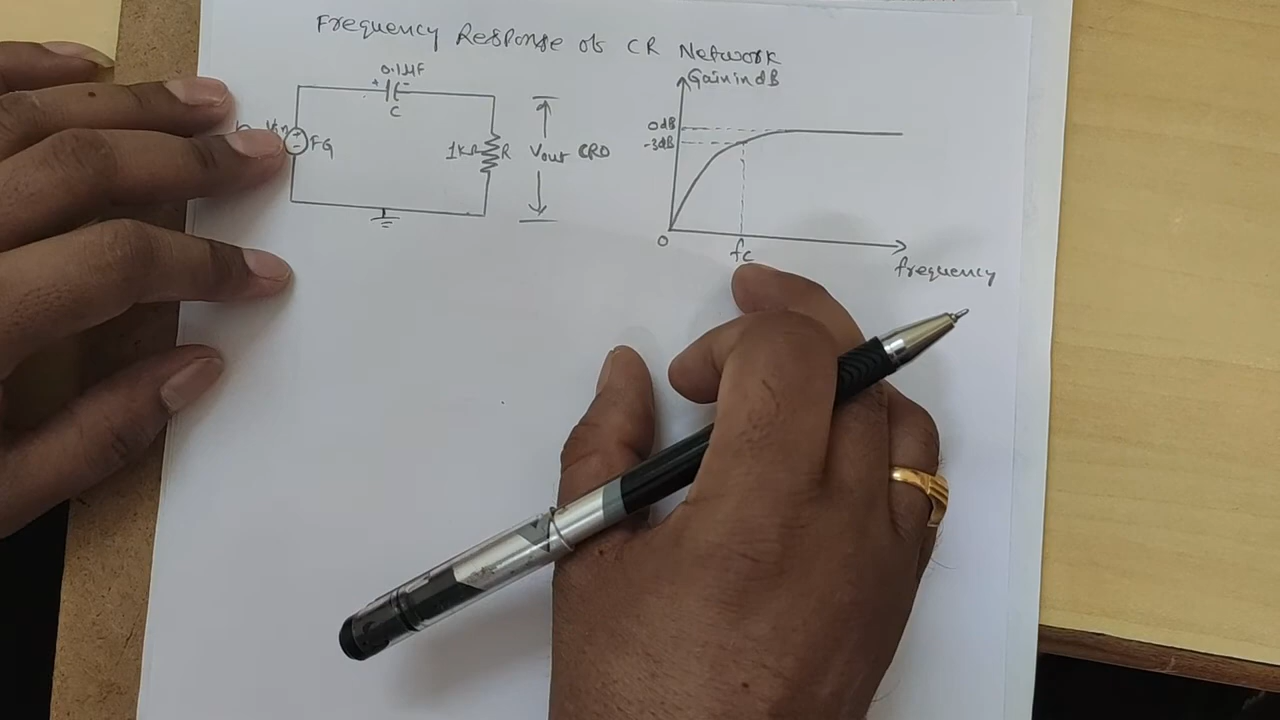 Frequency Response of CR Network
0.1µF
+ -
C
Vin
+
-
FG
1kΩ
R
Vout CRO
Gain in dB
0dB
-3dB
0
fc
frequency